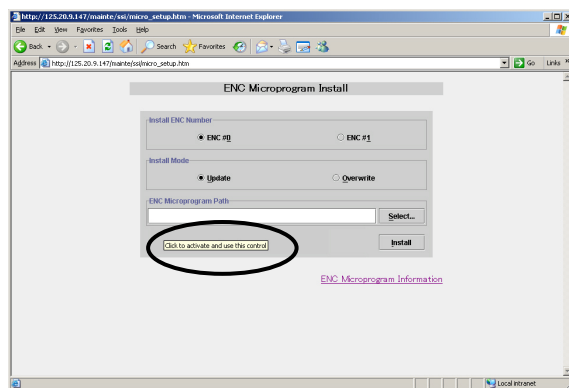 http://125.20.9.147/mainte/ssi/micro_setup.htm - Microsoft Internet Explorer
File Edit View Favorites Tools Help
Back Search Favorites
Address http://125.20.9.147/mainte/ssi/micro_setup.htm Go Links »
ENC Microprogram Install
Install ENC Number
ENC #0 ENC #1
Install Mode
Update Overwrite
ENC Microprogram Path
Select...
Click to activate and use this control
Install
ENC Microprogram Information
Local intranet